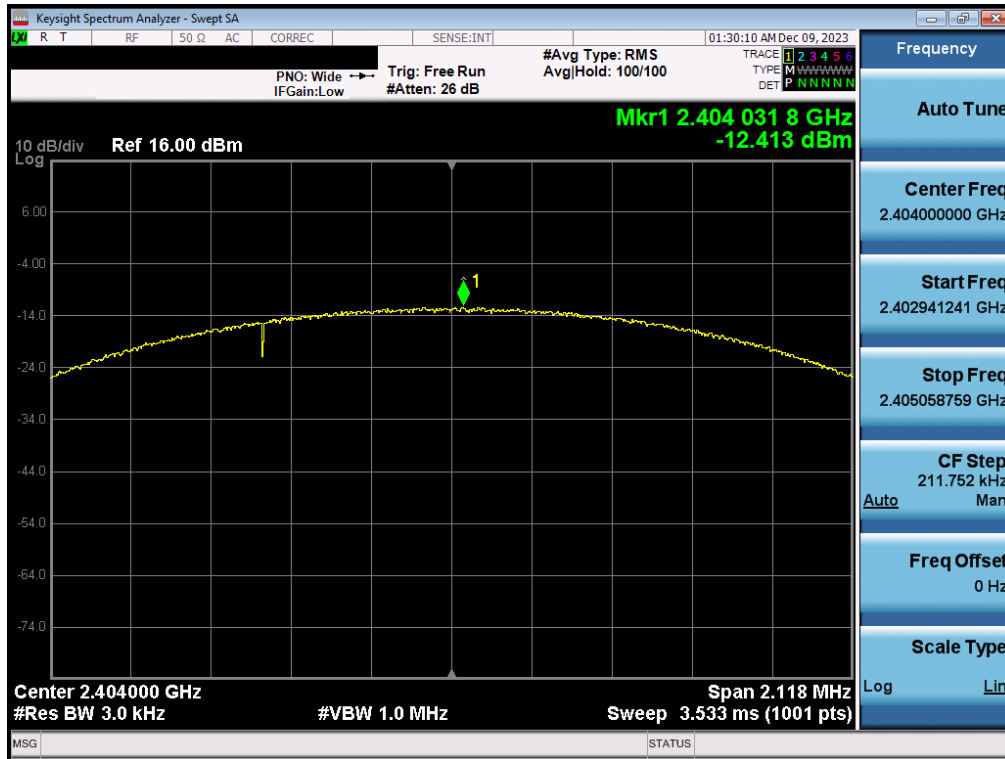 Keysight Spectrum Analyzer - Swept SA
LXI R T RF 50 Ω AC CORREC SENSE:INT 01:30:10 AM Dec 09, 2023
#Avg Type: RMS
Avg|Hold: 100/100
PNO: Wide
IFGain:Low
Trig: Free Run
#Atten: 26 dB
TRACE 1 2 3 4 5 6
TYPE M WWWWW
DET P N N N N N
Mkr1 2.404 031 8 GHz
-12.413 dBm
10 dB/div Ref 16.00 dBm
Log
6.00
-4.00
-14.0
-24.0
-34.0
-44.0
-54.0
-64.0
-74.0
1
Center 2.404000 GHz Span 2.118 MHz
#Res BW 3.0 kHz #VBW 1.0 MHz Sweep 3.533 ms (1001 pts)
MSG STATUS
Frequency
Auto Tune
Center Freq
2.404000000 GHz
Start Freq
2.402941241 GHz
Stop Freq
2.405058759 GHz
CF Step
211.752 kHz
Auto Man
Freq Offset
0 Hz
Scale Type
Log Lin